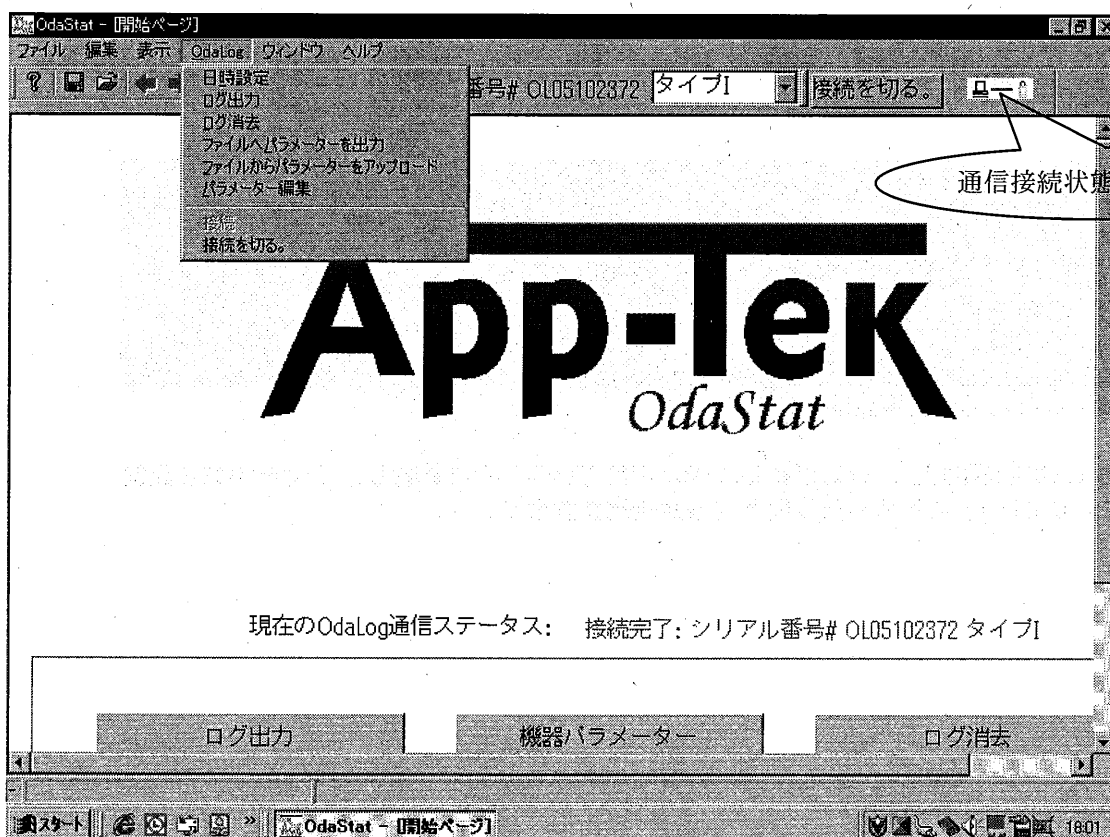 OdaStat - [開始ページ]
ファイル 編集 表示 OdaLog ウィンドウ ヘルプ
番号# OL05102372 タイプI 接続を切る。
日時設定
ログ出力
ログ消去
ファイルへパラメーターを出力
ファイルからパラメーターをアップロード
パラメーター編集
接続
接続を切る。
通信接続状態
App-Tek
OdaStat
現在のOdaLog通信ステータス: 接続完了: シリアル番号# OL05102372 タイプI
ログ出力 機器パラメーター ログ消去
スタート » OdaStat - [開始ページ] 18:01